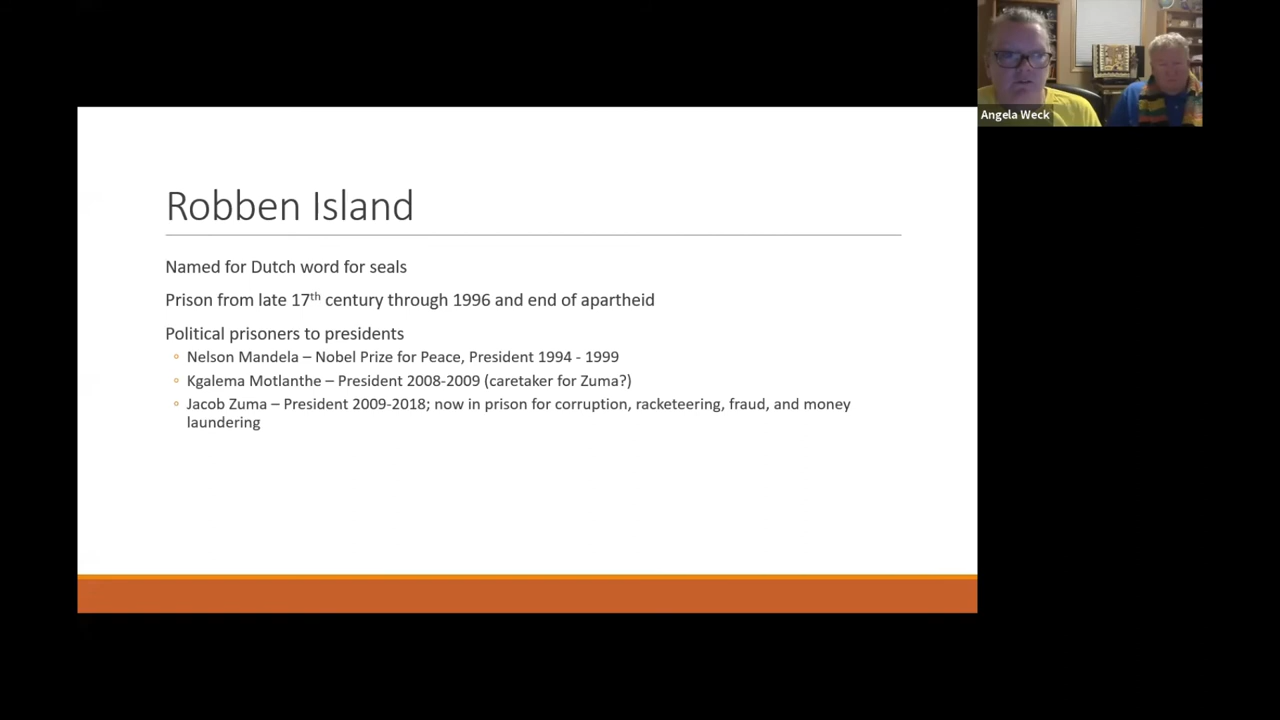 Angela Weck
Robben Island
Named for Dutch word for seals
Prison from late 17th century through 1996 and end of apartheid
Political prisoners to presidents
◦ Nelson Mandela – Nobel Prize for Peace, President 1994 - 1999
◦ Kgalema Motlanthe – President 2008-2009 (caretaker for Zuma?)
◦ Jacob Zuma – President 2009-2018; now in prison for corruption, racketeering, fraud, and money
laundering